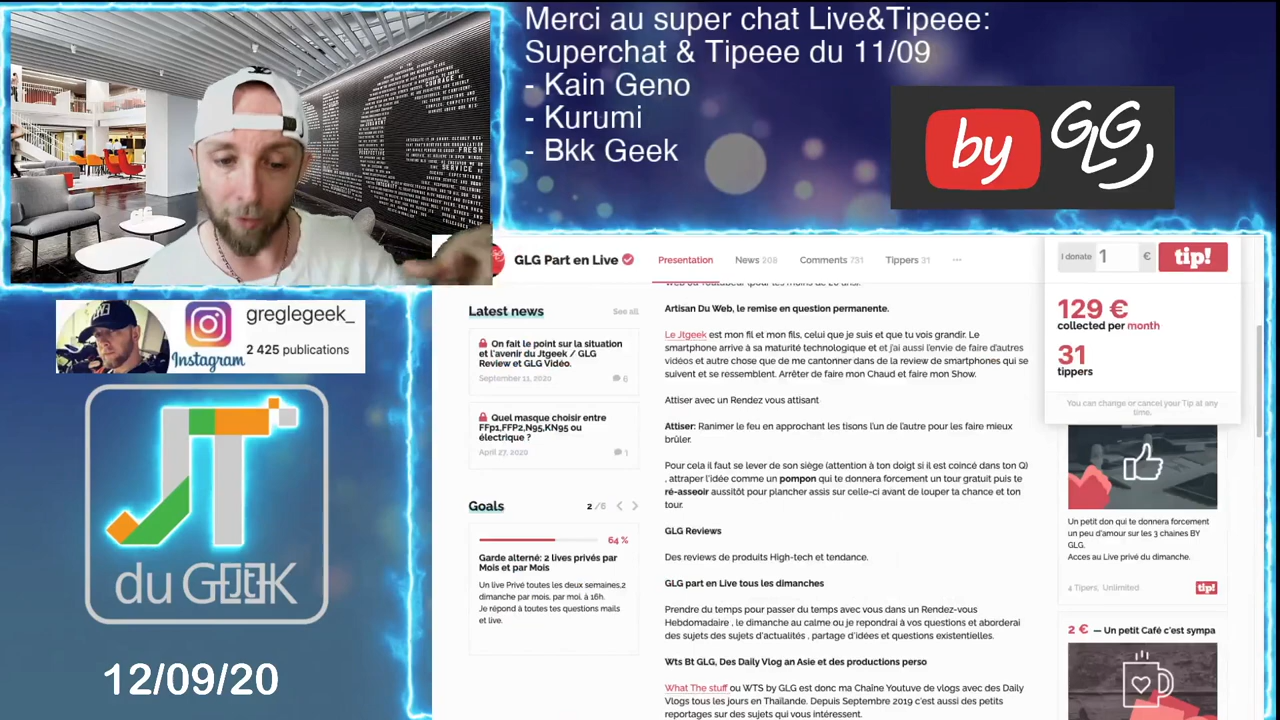 Merci au super chat Live&Tipeee:
Superchat & Tipeee du 11/09
- Kain Geno
- Kurumi
- Bkk Geek
by GLG
COURAGE
FRESH
SERVICE
greglegeek_
2 425 publications
Instagram
JT
du GEEK
12/09/20
GLG Part en Live
Presentation
News 208
Comments 731
Tippers 31
Latest news
See all
On fait le point sur la situation
et l'avenir du Jtgeek / GLG
Review et GLG Vidéo.
September 11, 2020
6
Quel masque choisir entre
FFp1,FFP2,N95,KN95 ou
électrique ?
April 27, 2020
1
Goals
2 /6
64 %
Garde alterné: 2 lives privés par
Mois et par Mois
Un live Privé toutes les deux semaines,2
dimanche par mois, par moi, à 16h.
Je répond à toutes tes questions mails
et live.
Artisan Du Web, le remise en question permanente.
Le Jtgeek est mon fil et mon fils, celui que je suis et que tu vois grandir. Le
smartphone arrive à sa maturité technologique et et j'ai aussi l'envie de faire d'autres
vidéos et autre chose que de me cantonner dans de la review de smartphones qui se
suivent et se ressemblent. Arrêter de faire mon Chaud et faire mon Show.
Attiser avec un Rendez vous attisant
Attiser: Ranimer le feu en approchant les tisons l'un de l'autre pour les faire mieux
brûler.
Pour cela il faut se lever de son siège (attention à ton doigt si il est coincé dans ton Q)
, attraper l'idée comme un pompon qui te donnera forcement un tour gratuit puis te
ré-asseoir aussitôt pour plancher assis sur celle-ci avant de louper ta chance et ton
tour.
GLG Reviews
Des reviews de produits High-tech et tendance.
GLG part en Live tous les dimanches
Prendre du temps pour passer du temps avec vous dans un Rendez-vous
Hebdomadaire , le dimanche au calme ou je repondrai à vos questions et aborderai
des sujets des sujets d'actualités , partage d'idées et questions existentielles.
Wts Bt GLG, Des Daily Vlog an Asie et des productions perso
What The stuff ou WTS by GLG est donc ma Chaîne Youtuve de vlogs avec des Daily
Vlogs tous les jours en Thaïlande. Depuis Septembre 2019 c'est aussi des petits
reportages sur des sujets qui vous intéressent.
I donate 1 € tip!
129 €
collected per month
31
tippers
You can change or cancel your Tip at any
time.
Un petit don qui te donnera forcement
un peu d'amour sur les 3 chaines BY
GLG.
Acces au Live privé du dimanche.
4 Tipers, Unlimited
tip!
2 € — Un petit Café c'est sympa